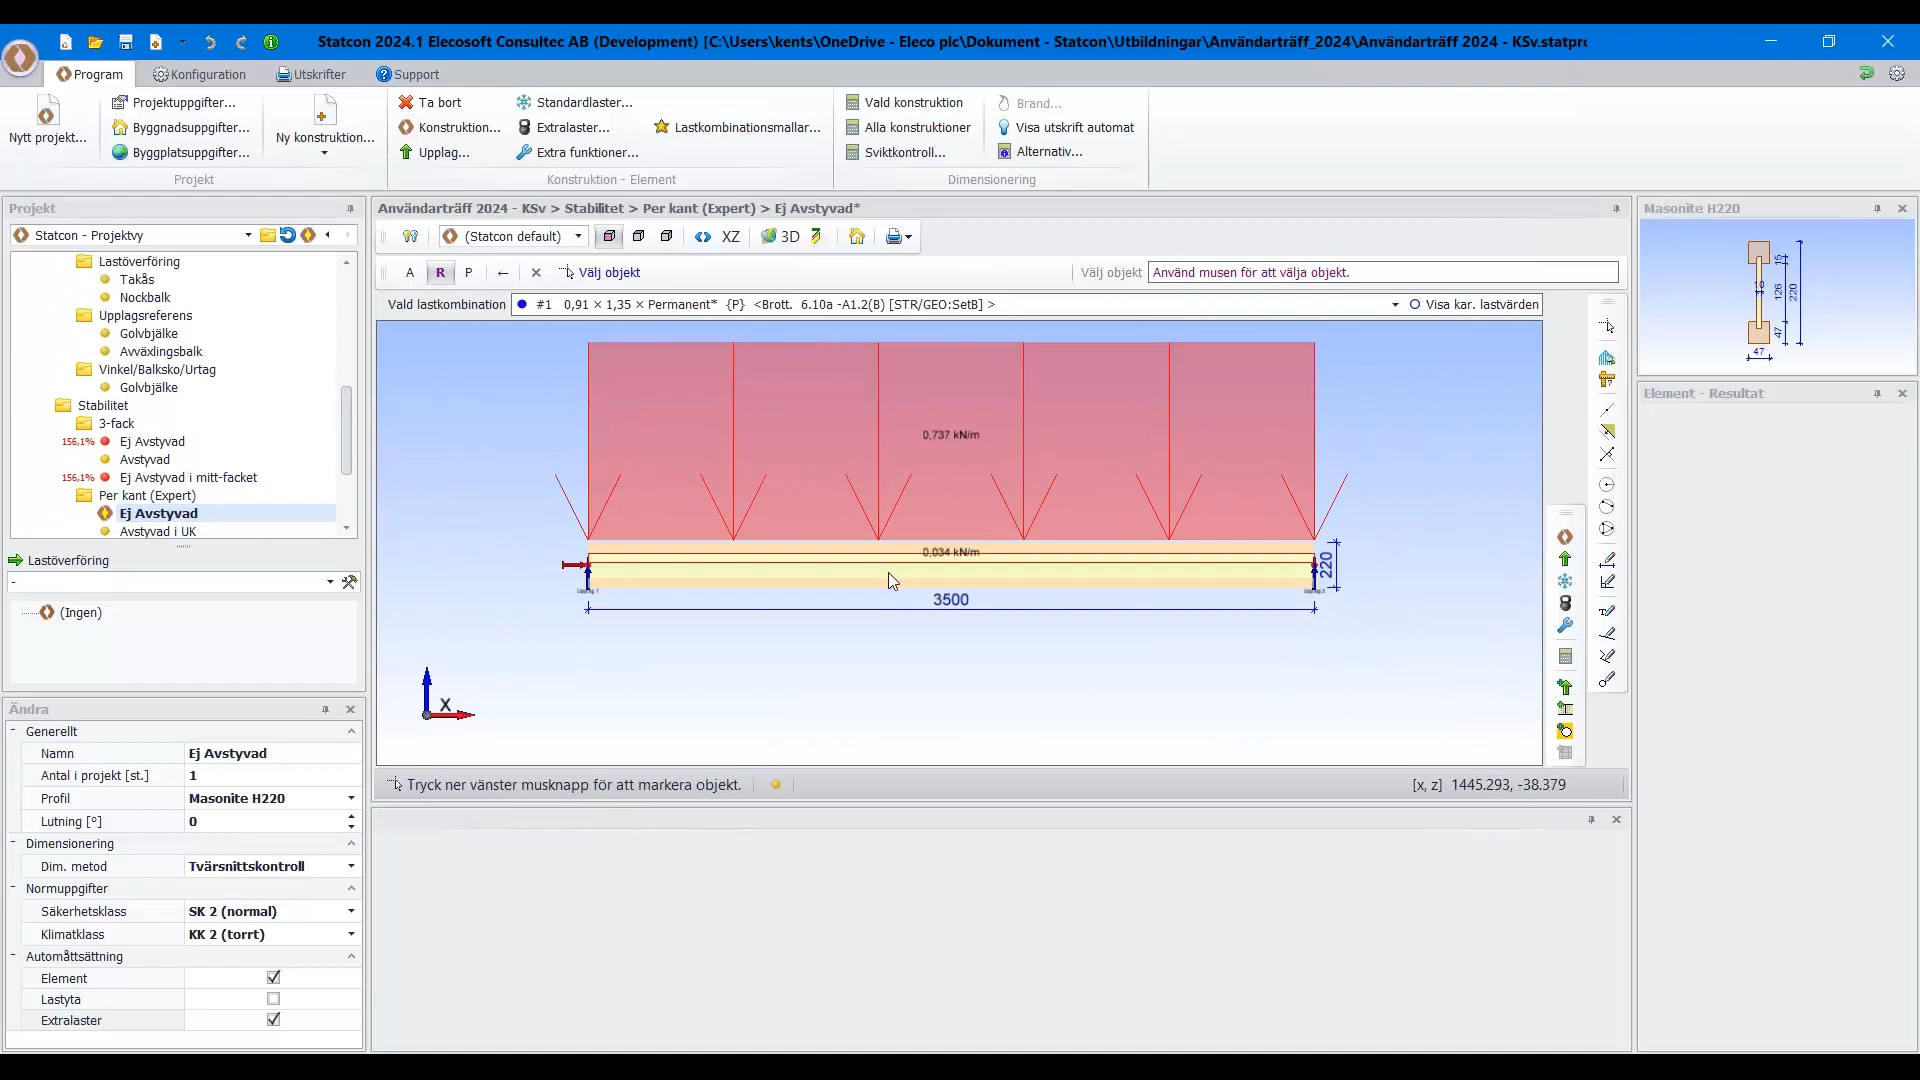 Statcon 2024.1 Elecosoft Consultec AB (Development) [C:\Users\kents\OneDrive - Eleco plc\Dokument - Statcon\Utbildningar\Användarträff_2024\Användarträff 2024 - KSv.statpro
Program Konfiguration Utskrifter Support
Nytt projekt...
Projektuppgifter...
Byggnadsuppgifter...
Byggplatsuppgifter...
Ny konstruktion...
Projekt
Ta bort
Konstruktion...
Upplag...
Standardlaster...
Extralaster...
Extra funktioner...
Lastkombinationsmallar...
Konstruktion - Element
Vald konstruktion
Alla konstruktioner
Sviktkontroll...
Brand...
Visa utskrift automat
Alternativ...
Dimensionering
Projekt
Statcon - Projektvy
Lastöverföring
Takås
Nockbalk
Upplagsreferens
Golvbjälke
Avväxlingsbalk
Vinkel/Balksko/Urtag
Golvbjälke
Stabilitet
3-fack
156,1% Ej Avstyvad
Avstyvad
156,1% Ej Avstyvad i mitt-facket
Per kant (Expert)
Ej Avstyvad
Avstyvad i UK
Lastöverföring
-
(Ingen)
Ändra
Generellt
Namn Ej Avstyvad
Antal i projekt [st.] 1
Profil Masonite H220
Lutning [°] 0
Dimensionering
Dim. metod Tvärsnittskontroll
Normuppgifter
Säkerhetsklass SK 2 (normal)
Klimatklass KK 2 (torrt)
Automåttsättning
Element
Lastyta
Extralaster
Användarträff 2024 - KSv > Stabilitet > Per kant (Expert) > Ej Avstyvad*
(Statcon default) XZ 3D
A R P Välj objekt
Välj objekt Använd musen för att välja objekt.
Vald lastkombination #1 0,91 × 1,35 × Permanent* {P} <Brott. 6.10a -A1.2(B) [STR/GEO:SetB] >
Visa kar. lastvärden
0,737 kN/m
0,034 kN/m
220
3500
X
Tryck ner vänster musknapp för att markera objekt.
[x, z] 1445.293, -38.379
Masonite H220
15
10
126
220
47
47
Element - Resultat